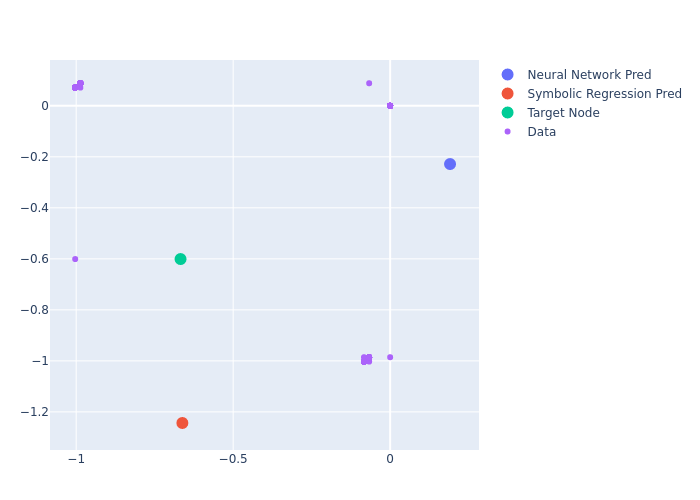 Neural Network Pred
Symbolic Regression Pred
Target Node
Data
0
−0.2
−0.4
−0.6
−0.8
−1
−1.2
−1
−0.5
0